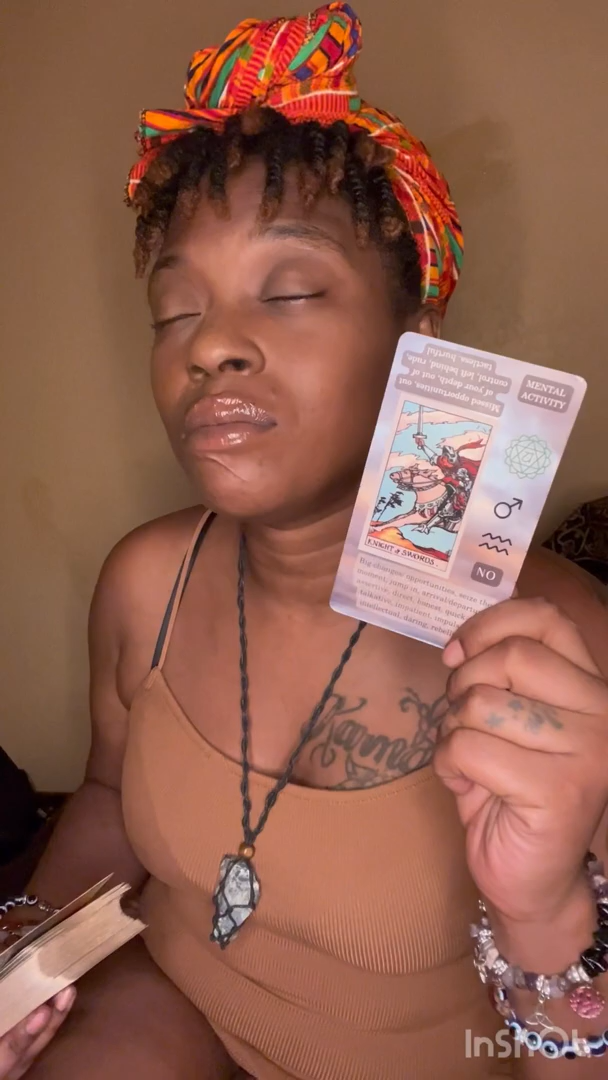 Missed opportunities, out
of your depth, out of
control, left behind, rude,
tactless, hurtful
MENTAL
ACTIVITY
KNIGHT of SWORDS.
NO
Big changes, opportunities, seize the
moment, jump in, arrival/departure
assertive, direct, honest, quick
talkative, impatient, impulsive
intellectual, daring, rebel
Karma
InShot